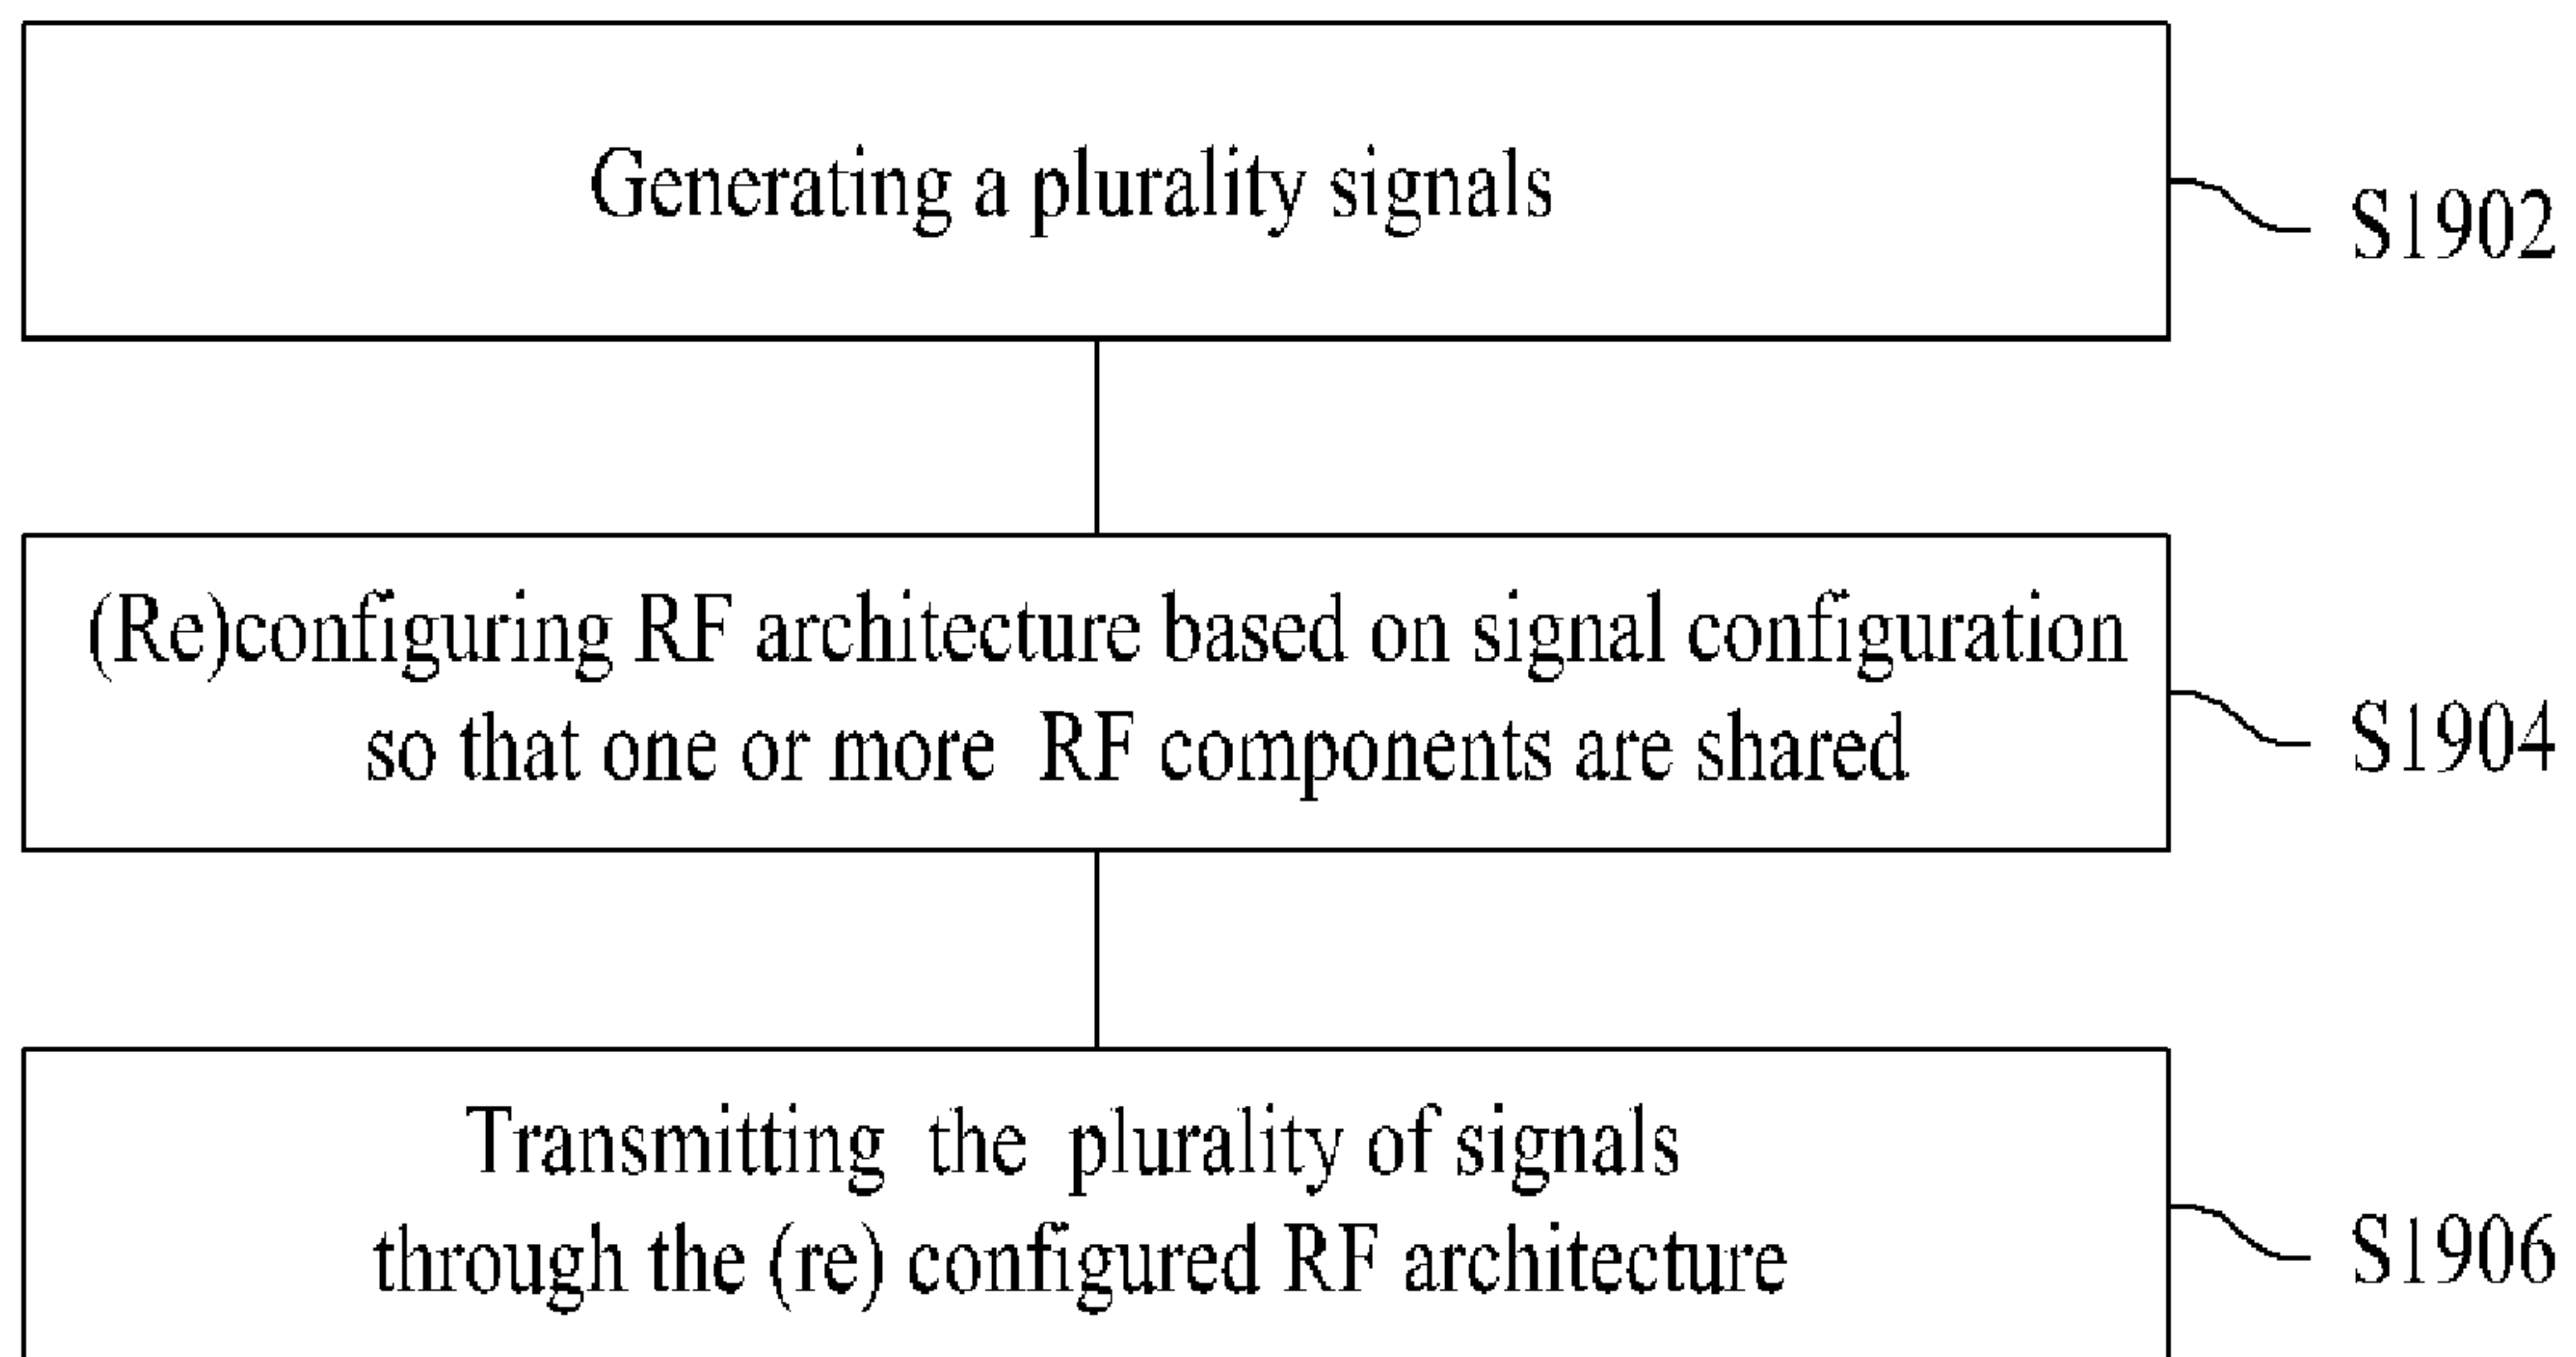 Generating a plurality signals
S1902
(Re)configuring RF architecture based on signal configuration
so that one or more RF components are shared
S1904
Transmitting the plurality of signals
through the (re) configured RF architecture
S1906